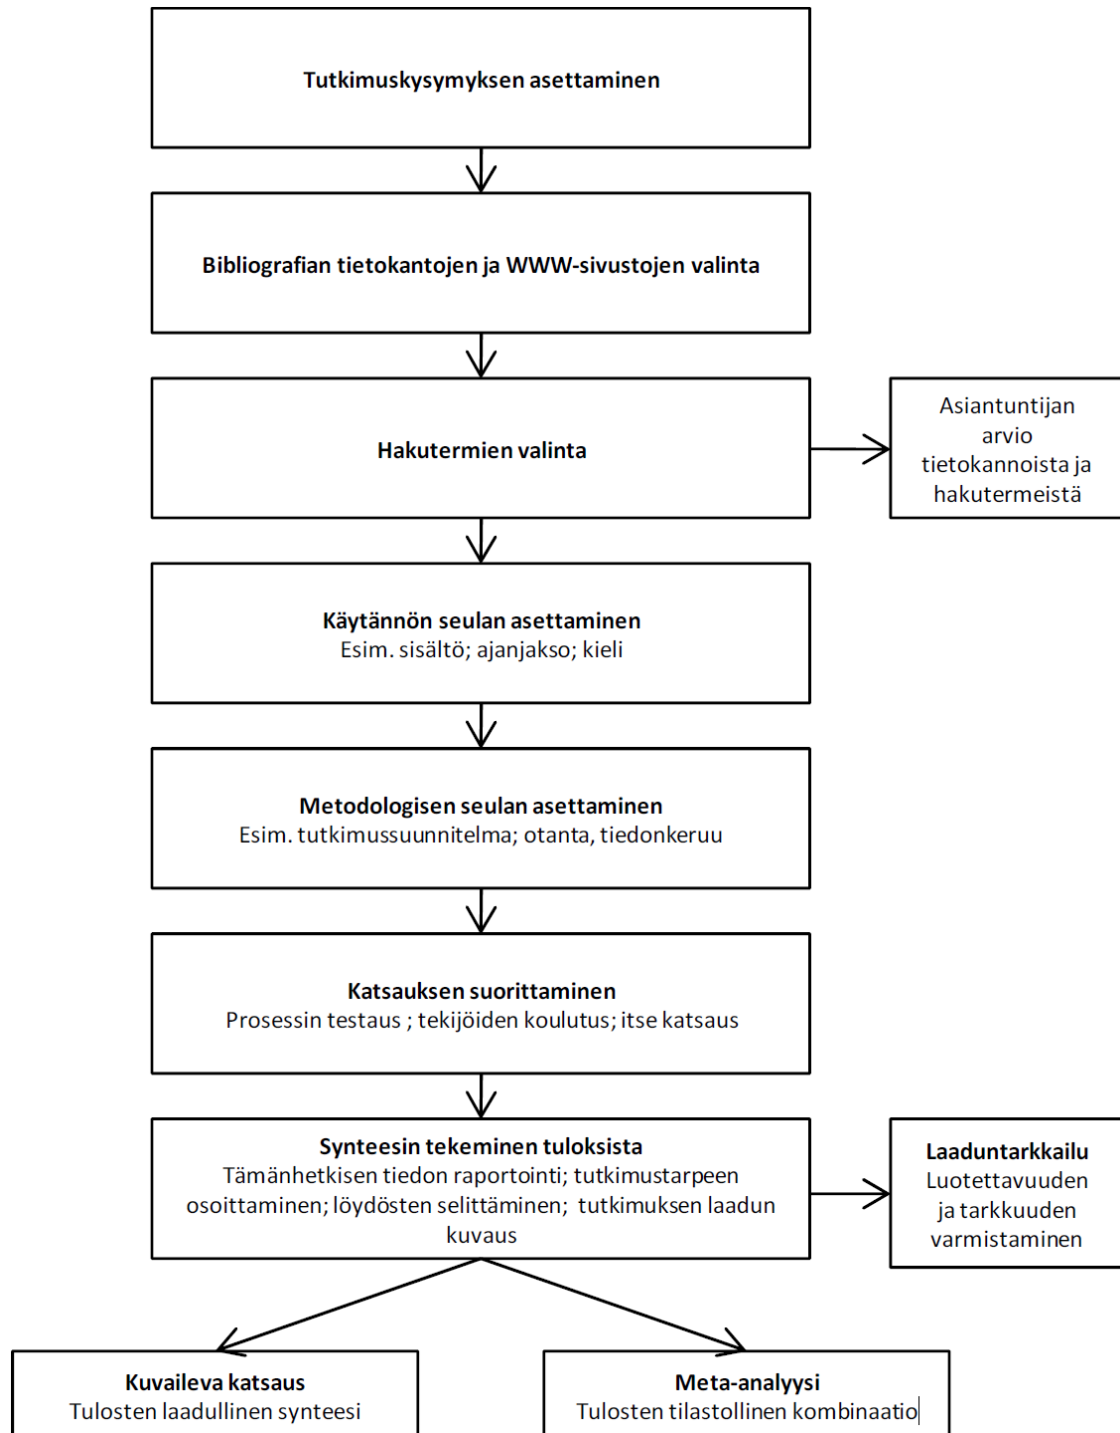 Tutkimuskysymyksen asettaminen
Bibliografian tietokantojen ja WWW-sivustojen valinta
Hakutermien valinta
Asiantuntijan
arvio
tietokannoista ja
hakutermeistä
Käytännön seulan asettaminen
Esim. sisältö; ajanjakso; kieli
Metodologisen seulan asettaminen
Esim. tutkimussuunnitelma; otanta, tiedonkeruu
Katsauksen suorittaminen
Prosessin testaus ; tekijöiden koulutus; itse katsaus
Synteesin tekeminen tuloksista
Tämänhetkisen tiedon raportointi; tutkimustarpeen
osoittaminen; löydösten selittäminen; tutkimuksen laadun
kuvaus
Laaduntarkkailu
Luotettavuuden
ja tarkkuuden
varmistaminen
Kuvaileva katsaus
Tulosten laadullinen synteesi
Meta-analyysi
Tulosten tilastollinen kombinaatio